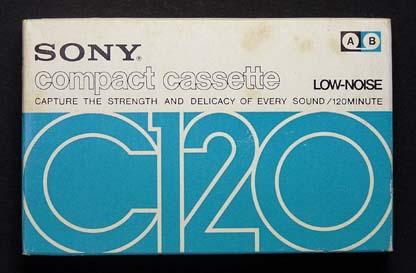 SONY®
A B
compact cassette
LOW-NOISE
CAPTURE THE STRENGTH AND DELICACY OF EVERY SOUND/120MINUTE
C120